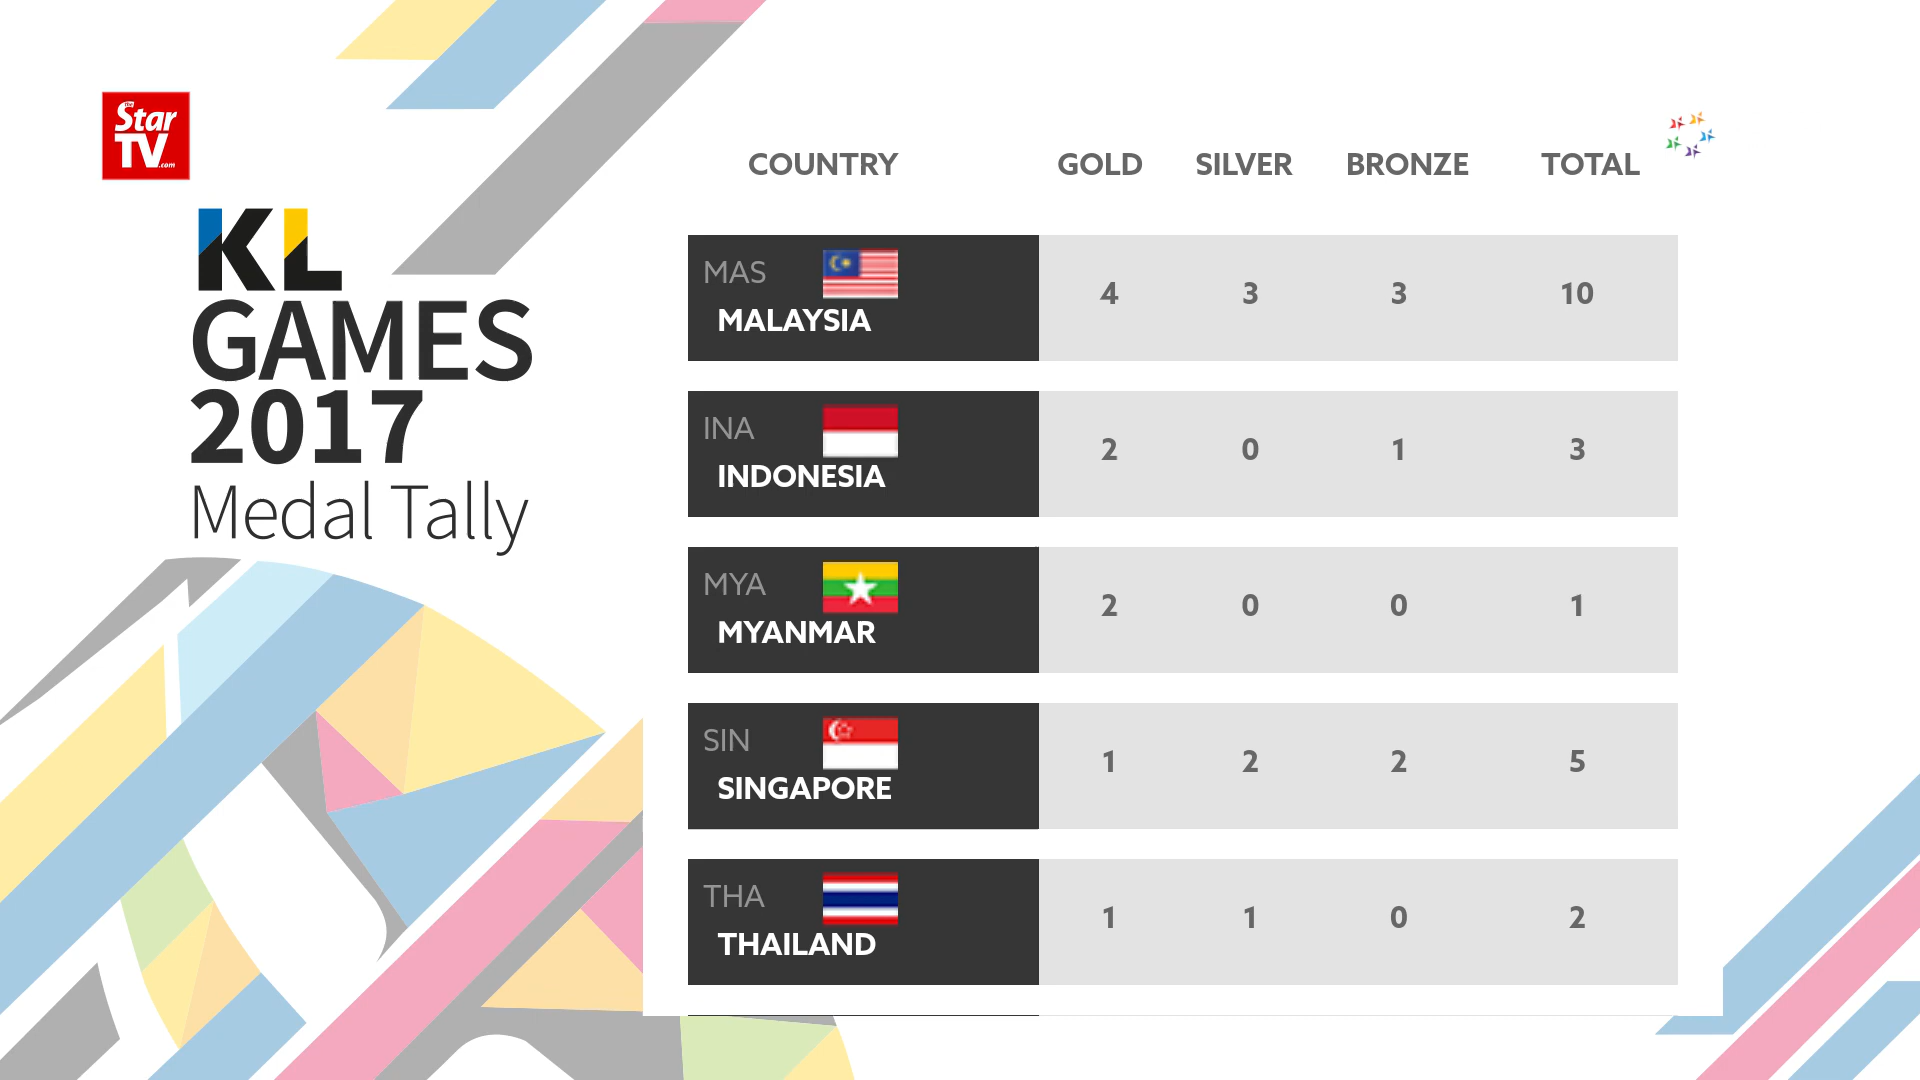 the
Star
TV
.com
KL
GAMES
2017
Medal Tally
COUNTRY GOLD SILVER BRONZE TOTAL
MAS
MALAYSIA 4 3 3 10
INA
INDONESIA 2 0 1 3
MYA
MYANMAR 2 0 0 1
SIN
SINGAPORE 1 2 2 5
THA
THAILAND 1 1 0 2